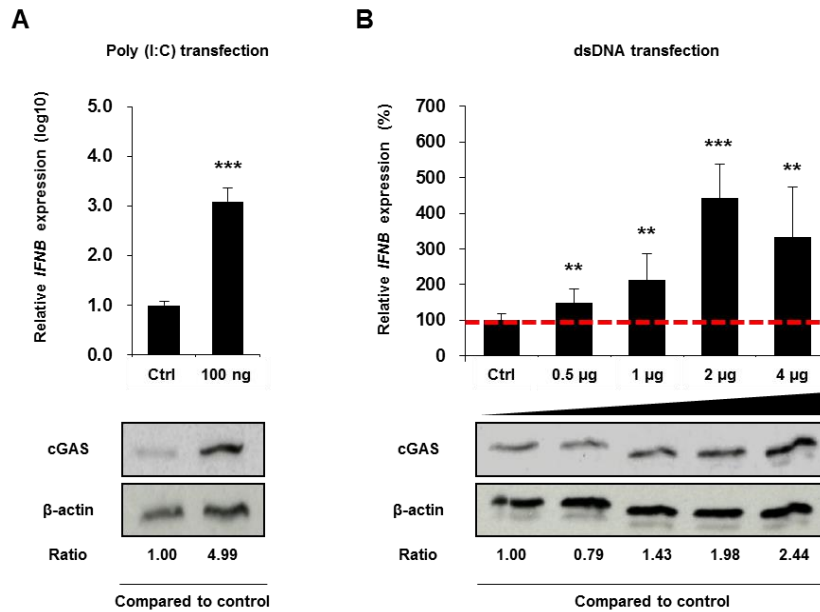 A
Poly (I:C) transfection
Relative IFNB expression (log10)
5.0
4.0
3.0
2.0
1.0
0.0
***
Ctrl
100 ng
cGAS
β-actin
Ratio
1.00
4.99
Compared to control
B
dsDNA transfection
Relative IFNB expression (%)
700
600
500
400
300
200
100
0
**
**
***
**
Ctrl
0.5 µg
1 µg
2 µg
4 µg
cGAS
β-actin
Ratio
1.00
0.79
1.43
1.98
2.44
Compared to control